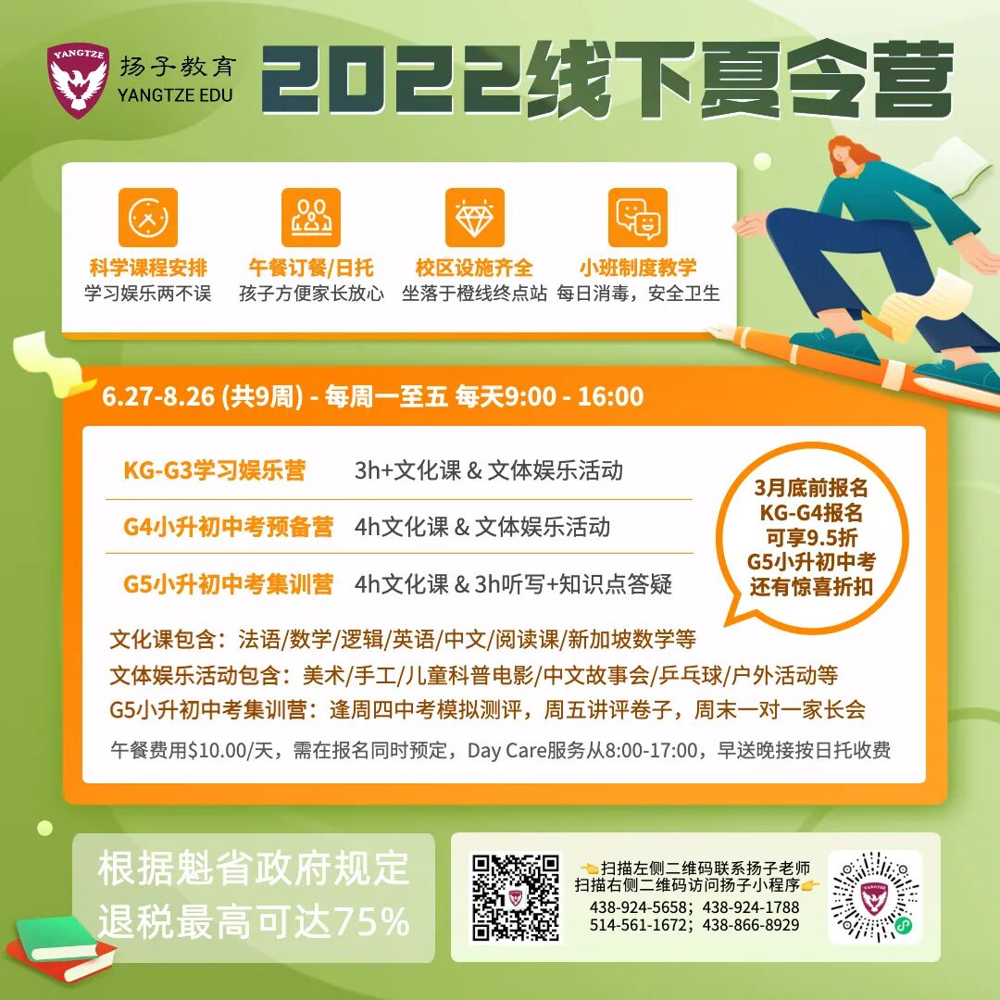 YANGTZE
扬子教育
YANGTZE EDU
2022线下夏令营
科学课程安排
学习娱乐两不误
午餐订餐/日托
孩子方便家长放心
校区设施齐全
坐落于橙线终点站
小班制度教学
每日消毒，安全卫生
6.27-8.26 (共9周) - 每周一至五 每天9:00 - 16:00
KG-G3学习娱乐营 3h+文化课 & 文体娱乐活动
G4小升初中考预备营 4h文化课 & 文体娱乐活动
G5小升初中考集训营 4h文化课 & 3h听写+知识点答疑
3月底前报名
KG-G4报名
可享9.5折
G5小升初中考
还有惊喜折扣
文化课包含：法语/数学/逻辑/英语/中文/阅读课/新加坡数学等
文体娱乐活动包含：美术/手工/儿童科普电影/中文故事会/乒乓球/户外活动等
G5小升初中考集训营：逢周四中考模拟测评，周五讲评卷子，周末一对一家长会
午餐费用$10.00/天，需在报名同时预定，Day Care服务从8:00-17:00，早送晚接按日托收费
根据魁省政府规定
退税最高可达75%
👈扫描左侧二维码联系扬子老师
扫描右侧二维码访问扬子小程序👉
438-924-5658；438-924-1788
514-561-1672；438-866-8929
YANGTZE